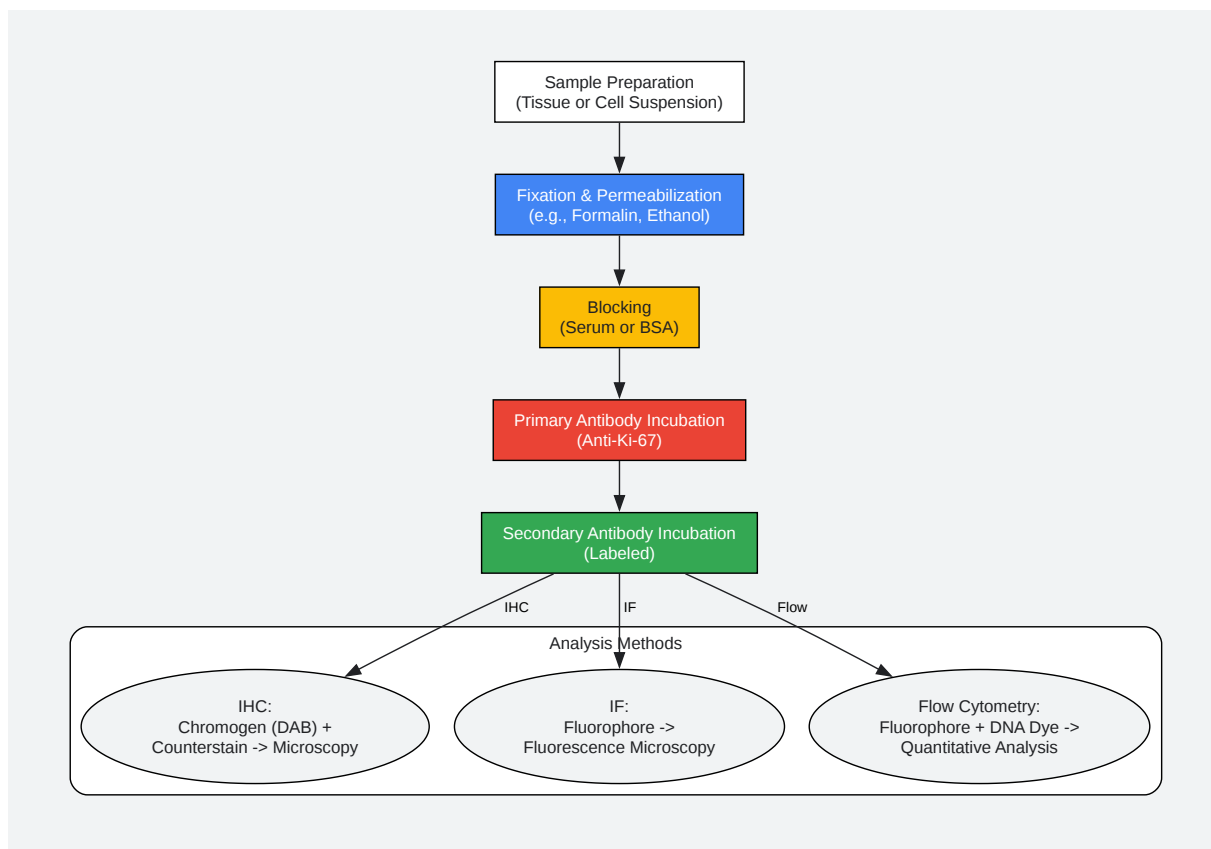 Sample Preparation
(Tissue or Cell Suspension)
Fixation & Permeabilization
(e.g., Formalin, Ethanol)
Blocking
(Serum or BSA)
Primary Antibody Incubation
(Anti-Ki-67)
Secondary Antibody Incubation
(Labeled)
IHC
IF
Flow
Analysis Methods
IHC:
Chromogen (DAB) +
Counterstain -> Microscopy
IF:
Fluorophore ->
Fluorescence Microscopy
Flow Cytometry:
Fluorophore + DNA Dye ->
Quantitative Analysis